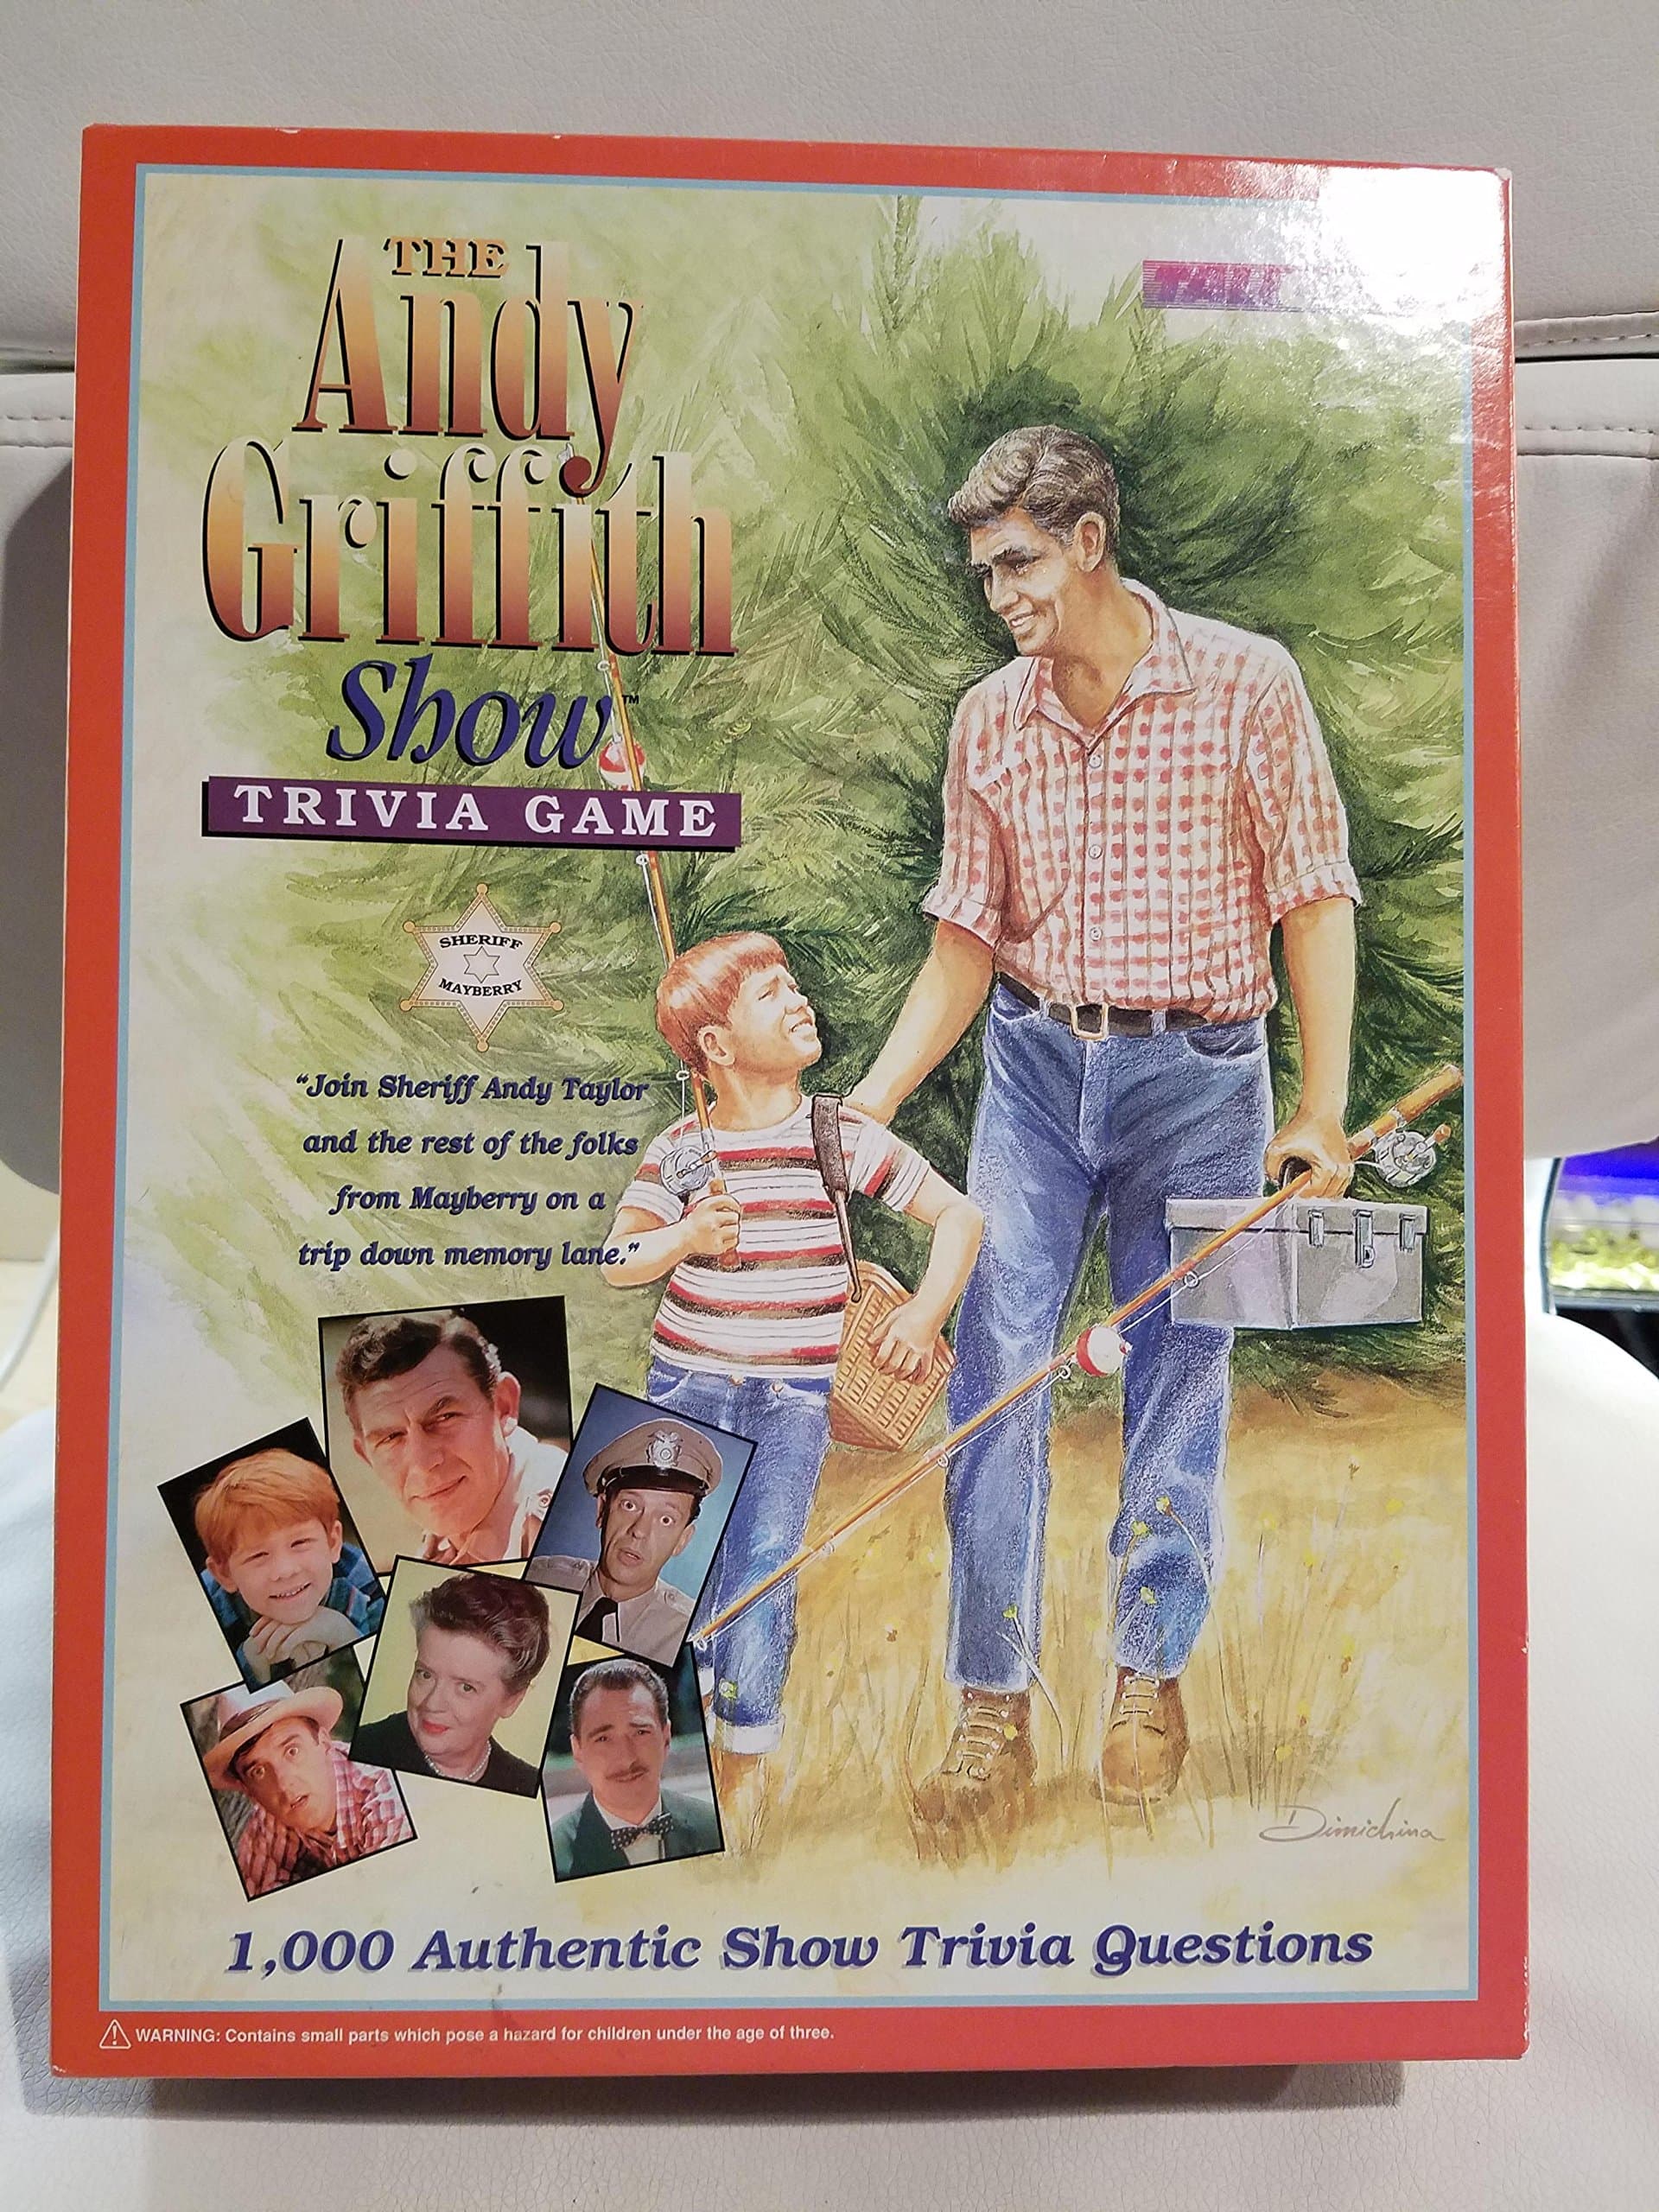 THE
Andy
Griffith
Show™
TRIVIA GAME
SHERIFF
MAYBERRY
"Join Sheriff Andy Taylor
and the rest of the folks
from Mayberry on a
trip down memory lane."
Dimichina
1,000 Authentic Show Trivia Questions
WARNING: Contains small parts which pose a hazard for children under the age of three.